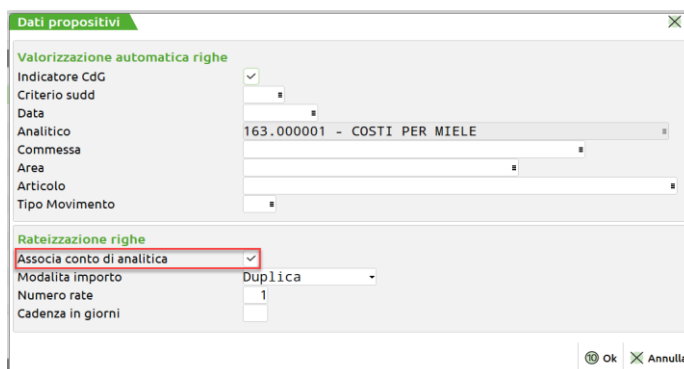 Dati propositivi
Valorizzazione automatica righe
Indicatore CdG
Criterio sudd
Data
Analitico 163.000001 - COSTI PER MIELE
Commessa
Area
Articolo
Tipo Movimento
Rateizzazione righe
Associa conto di analitica
Modalita importo Duplica
Numero rate 1
Cadenza in giorni
10 Ok Annulla